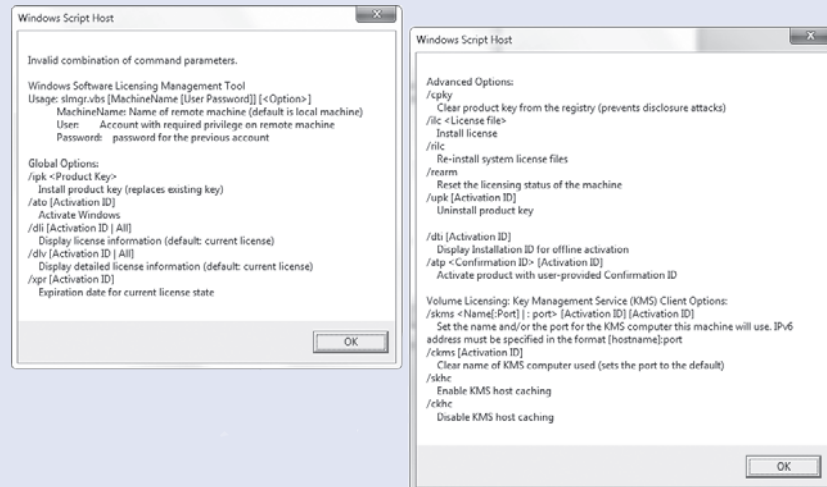 Windows Script Host
Invalid combination of command parameters.
Windows Software Licensing Management Tool
Usage: slmgr.vbs [MachineName [User Password]] [<Option>]
MachineName: Name of remote machine (default is local machine)
User: Account with required privilege on remote machine
Password: password for the previous account
Global Options:
/ipk <Product Key>
Install product key (replaces existing key)
/ato [Activation ID]
Activate Windows
/dli [Activation ID | All]
Display license information (default: current license)
/dlv [Activation ID | All]
Display detailed license information (default: current license)
/xpr [Activation ID]
Expiration date for current license state
OK
Windows Script Host
Advanced Options:
/cpky
Clear product key from the registry (prevents disclosure attacks)
/ilc <License file>
Install license
/rilc
Re-install system license files
/rearm
Reset the licensing status of the machine
/upk [Activation ID]
Uninstall product key
/dti [Activation ID]
Display Installation ID for offline activation
/atp <Confirmation ID> [Activation ID]
Activate product with user-provided Confirmation ID
Volume Licensing: Key Management Service (KMS) Client Options:
/skms <Name[:Port] | : port> [Activation ID] [Activation ID]
Set the name and/or the port for the KMS computer this machine will use. IPv6
address must be specified in the format [hostname]:port
/ckms [Activation ID]
Clear name of KMS computer used (sets the port to the default)
/skhc
Enable KMS host caching
/ckhc
Disable KMS host caching
OK